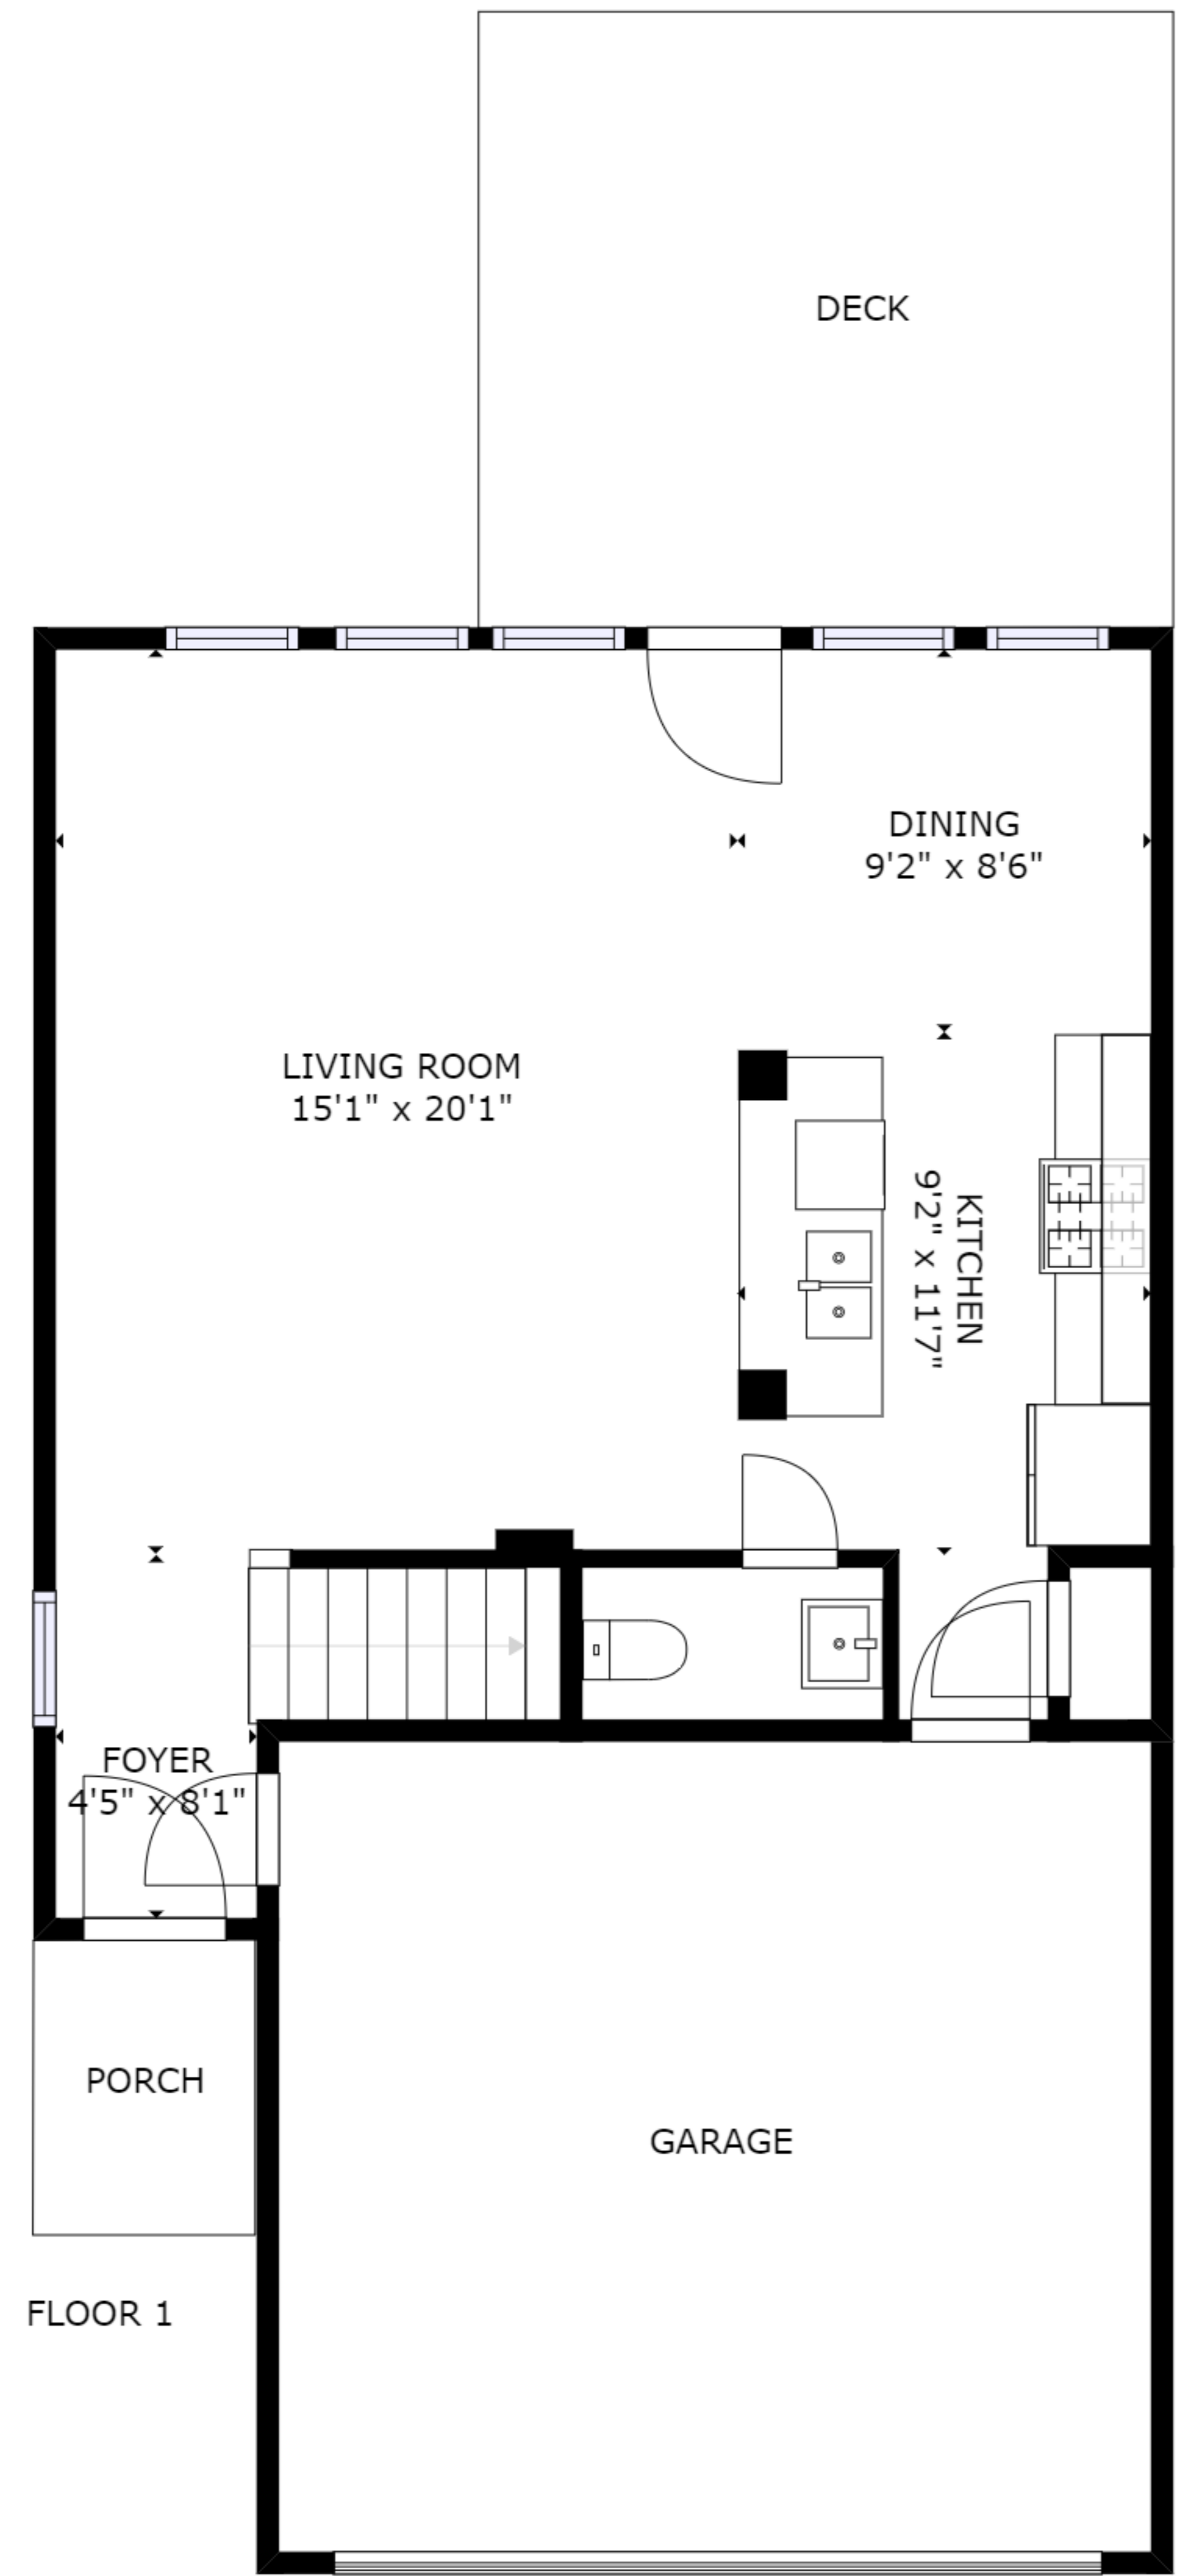 DECK
DINING
9'2" x 8'6"
LIVING ROOM
15'1" x 20'1"
KITCHEN
9'2" x 11'7"
FOYER
4'5" x 8'1"
PORCH
GARAGE
FLOOR 1